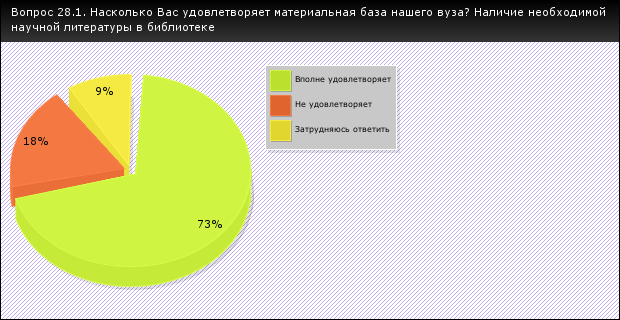 Вопрос 28.1. Насколько Вас удовлетворяет материальная база нашего вуза? Наличие необходимой
научной литературы в библиотеке
9%
18%
73%
Вполне удовлетворяет
Не удовлетворяет
Затрудняюсь ответить